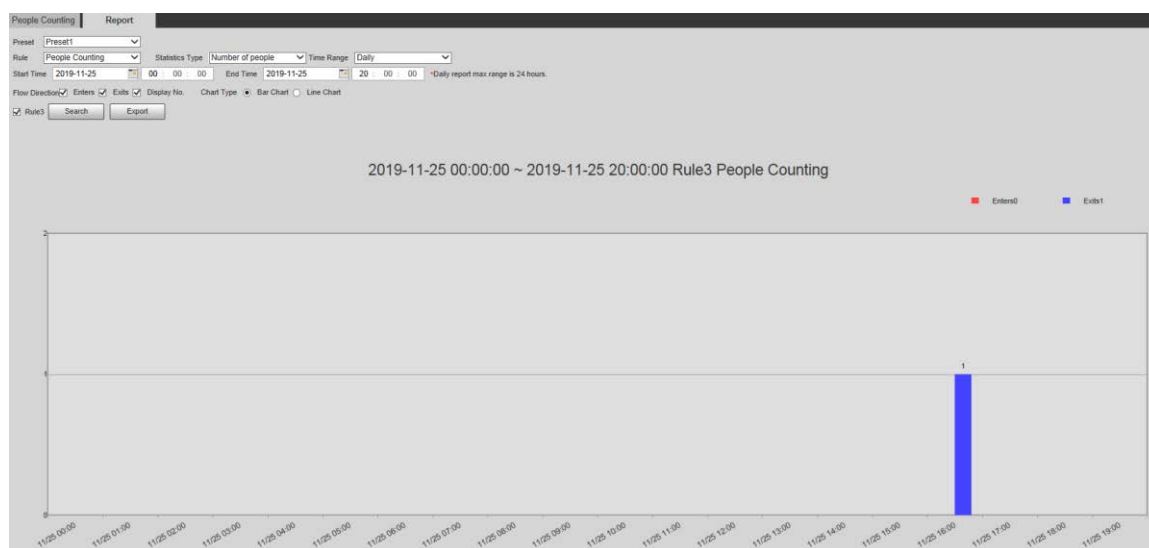 People Counting Report
Preset Preset1
Rule People Counting Statistics Type Number of people Time Range Daily
Start Time 2019-11-25 00 : 00 : 00 End Time 2019-11-25 20 : 00 : 00 *Daily report max range is 24 hours.
Flow Direction Enters Exits Display No. Chart Type Bar Chart Line Chart
Rule3 Search Export
2019-11-25 00:00:00 ~ 2019-11-25 20:00:00 Rule3 People Counting
Enters0 Exits1
2
1
1
0
11/25 00:00 11/25 01:00 11/25 02:00 11/25 03:00 11/25 04:00 11/25 05:00 11/25 06:00 11/25 07:00 11/25 08:00 11/25 09:00 11/25 10:00 11/25 11:00 11/25 12:00 11/25 13:00 11/25 14:00 11/25 15:00 11/25 16:00 11/25 17:00 11/25 18:00 11/25 19:00